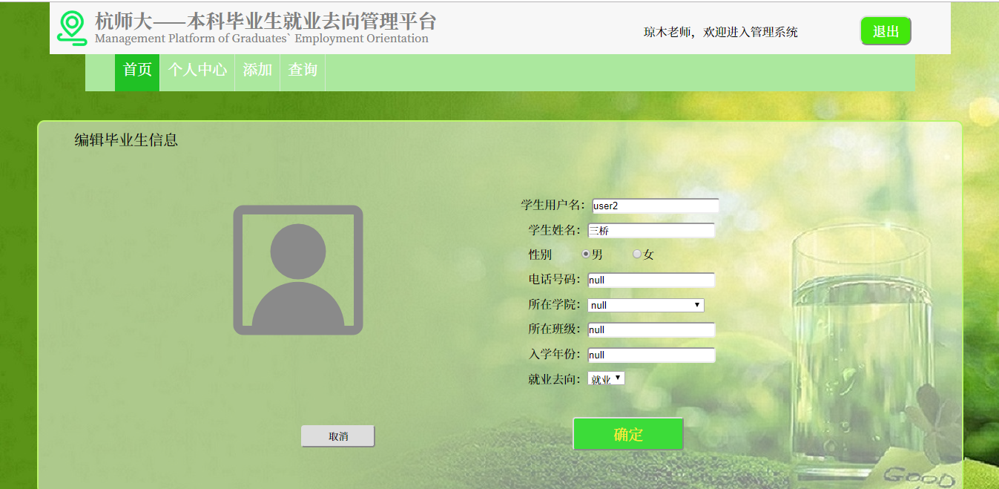 杭师大——本科毕业生就业去向管理平台
Management Platform of Graduates` Employment Orientation
琼木老师，欢迎进入管理系统
退出
首页 个人中心 添加 查询
编辑毕业生信息
学生用户名： user2
学生姓名： 三桥
性别 男 女
电话号码： null
所在学院： null
所在班级： null
入学年份： null
就业去向： 就业
取消
确定
GOOD